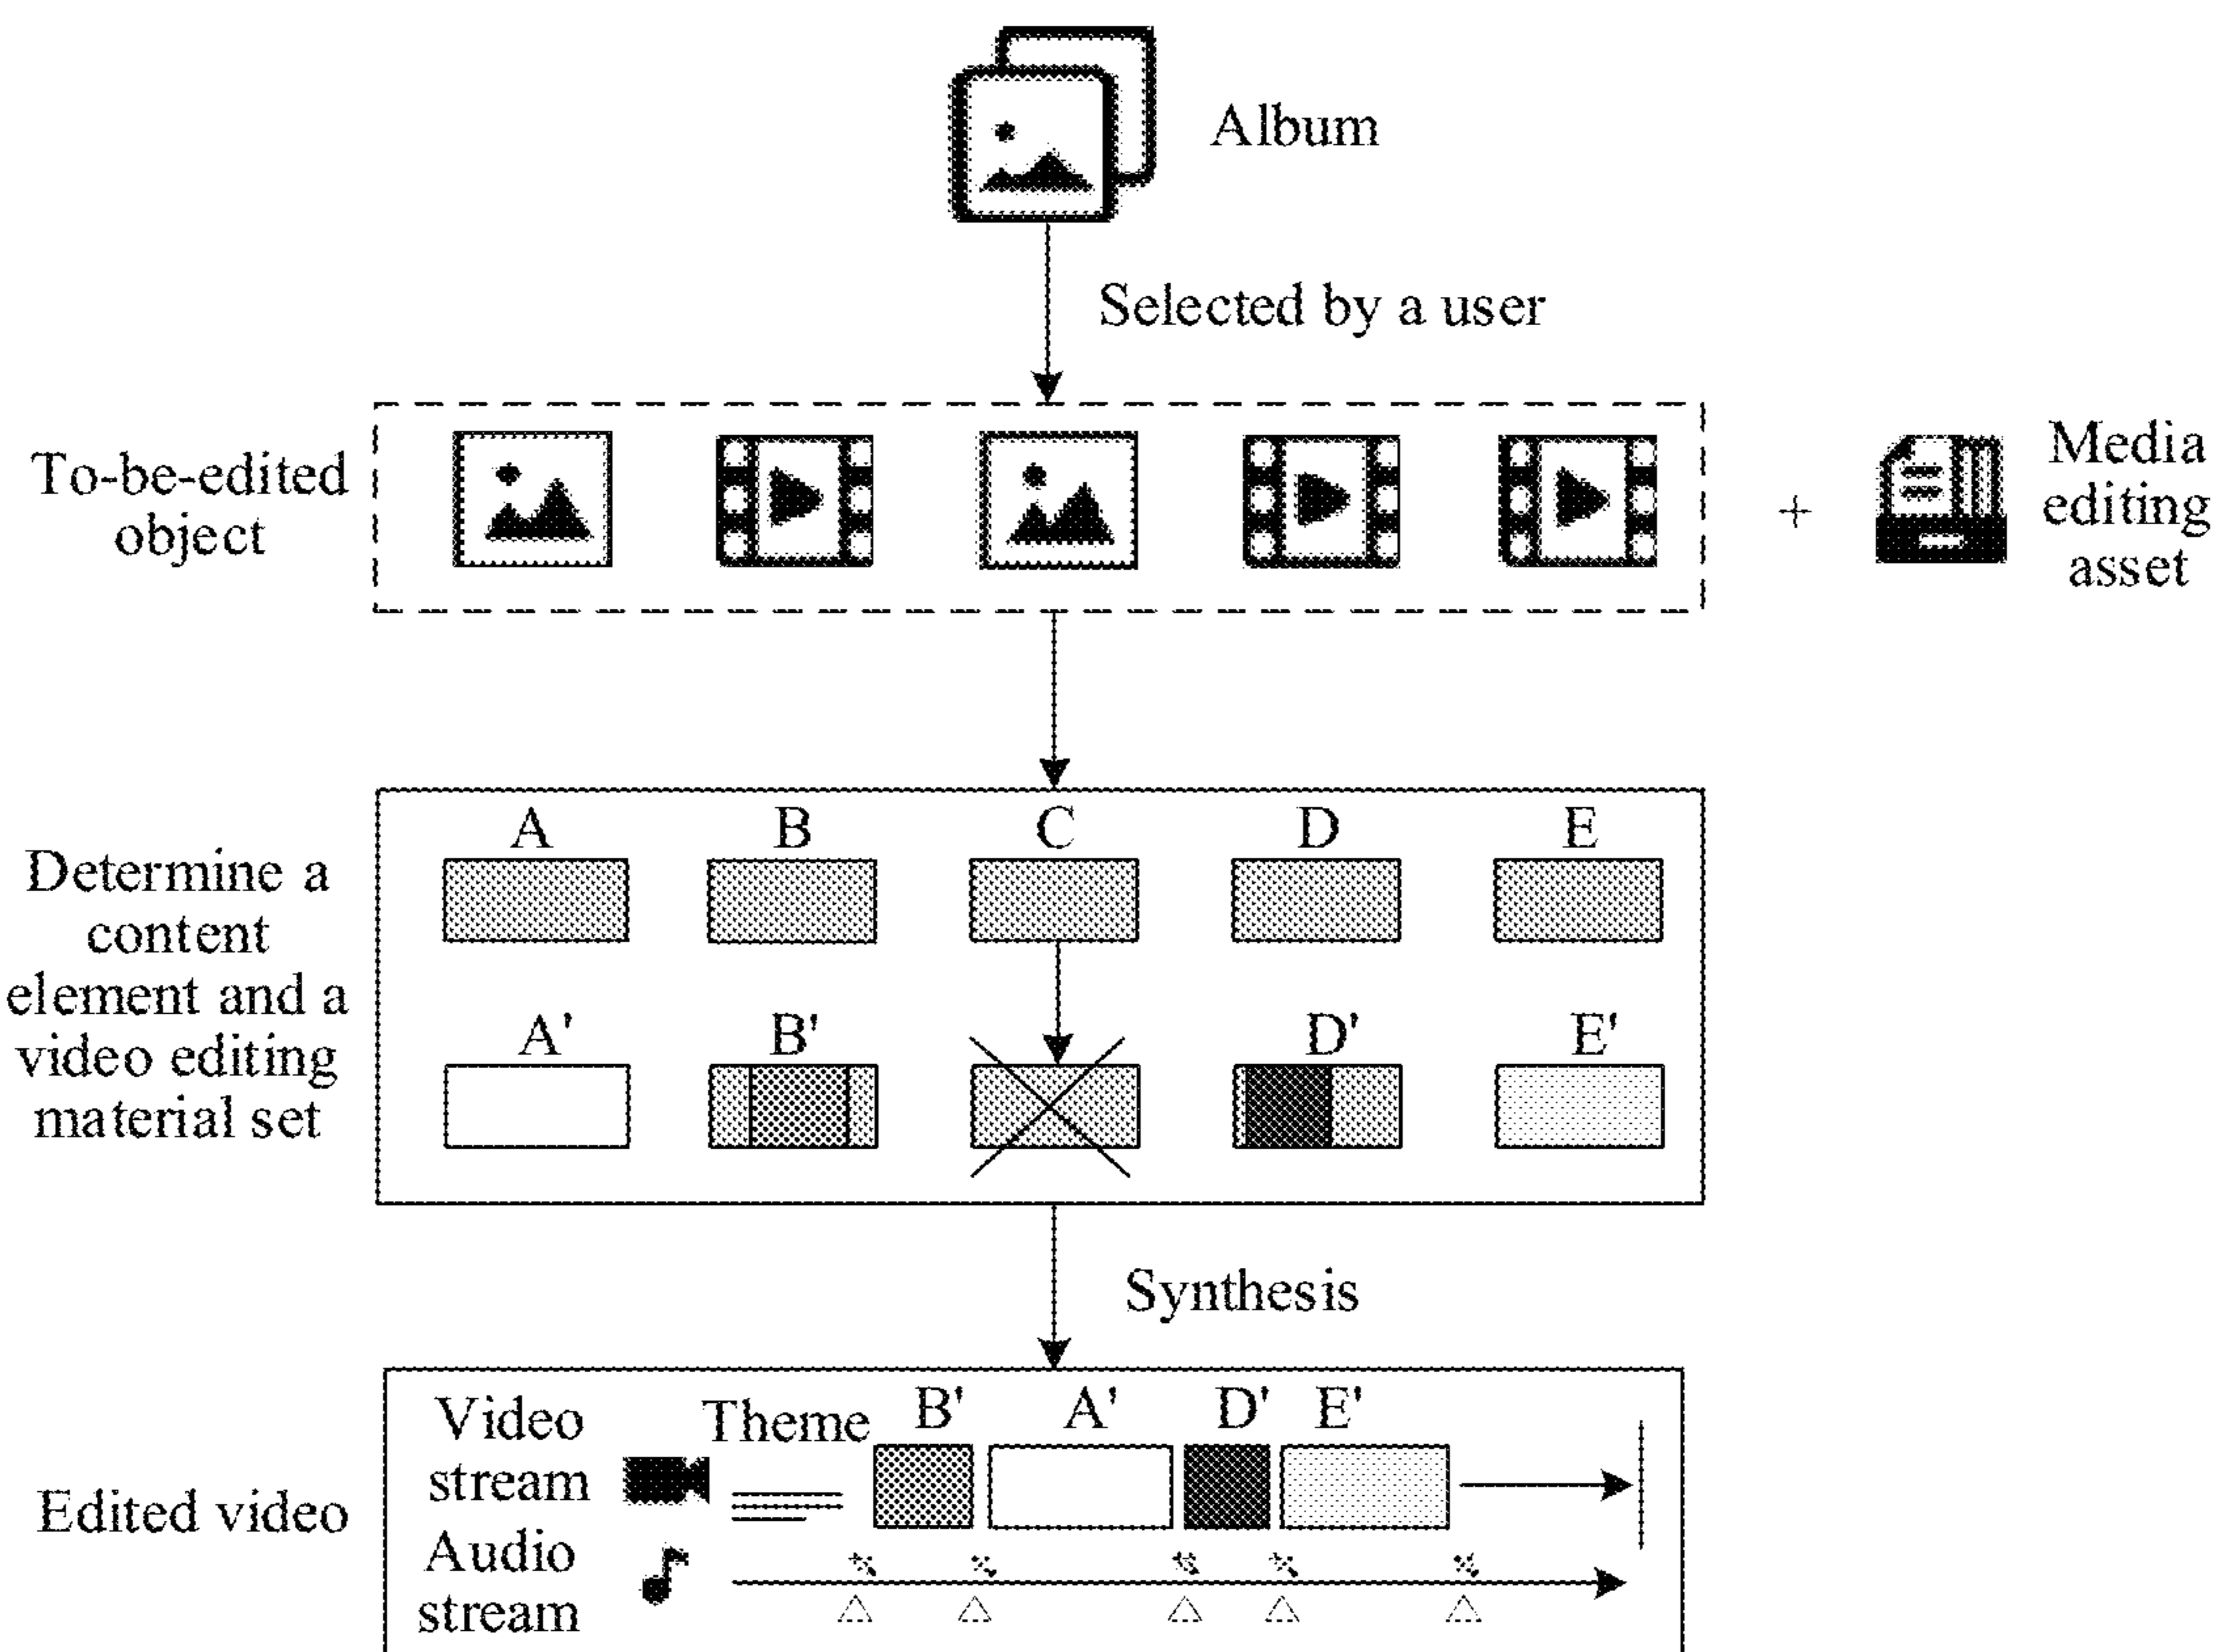 Album
Selected by a user
To-be-edited
object
+
Media
editing
asset
Determine a
content
element and a
video editing
material set
A B C D E
A' B' D' E'
Synthesis
Edited video
Video
stream
Theme
B' A' D' E'
Audio
stream